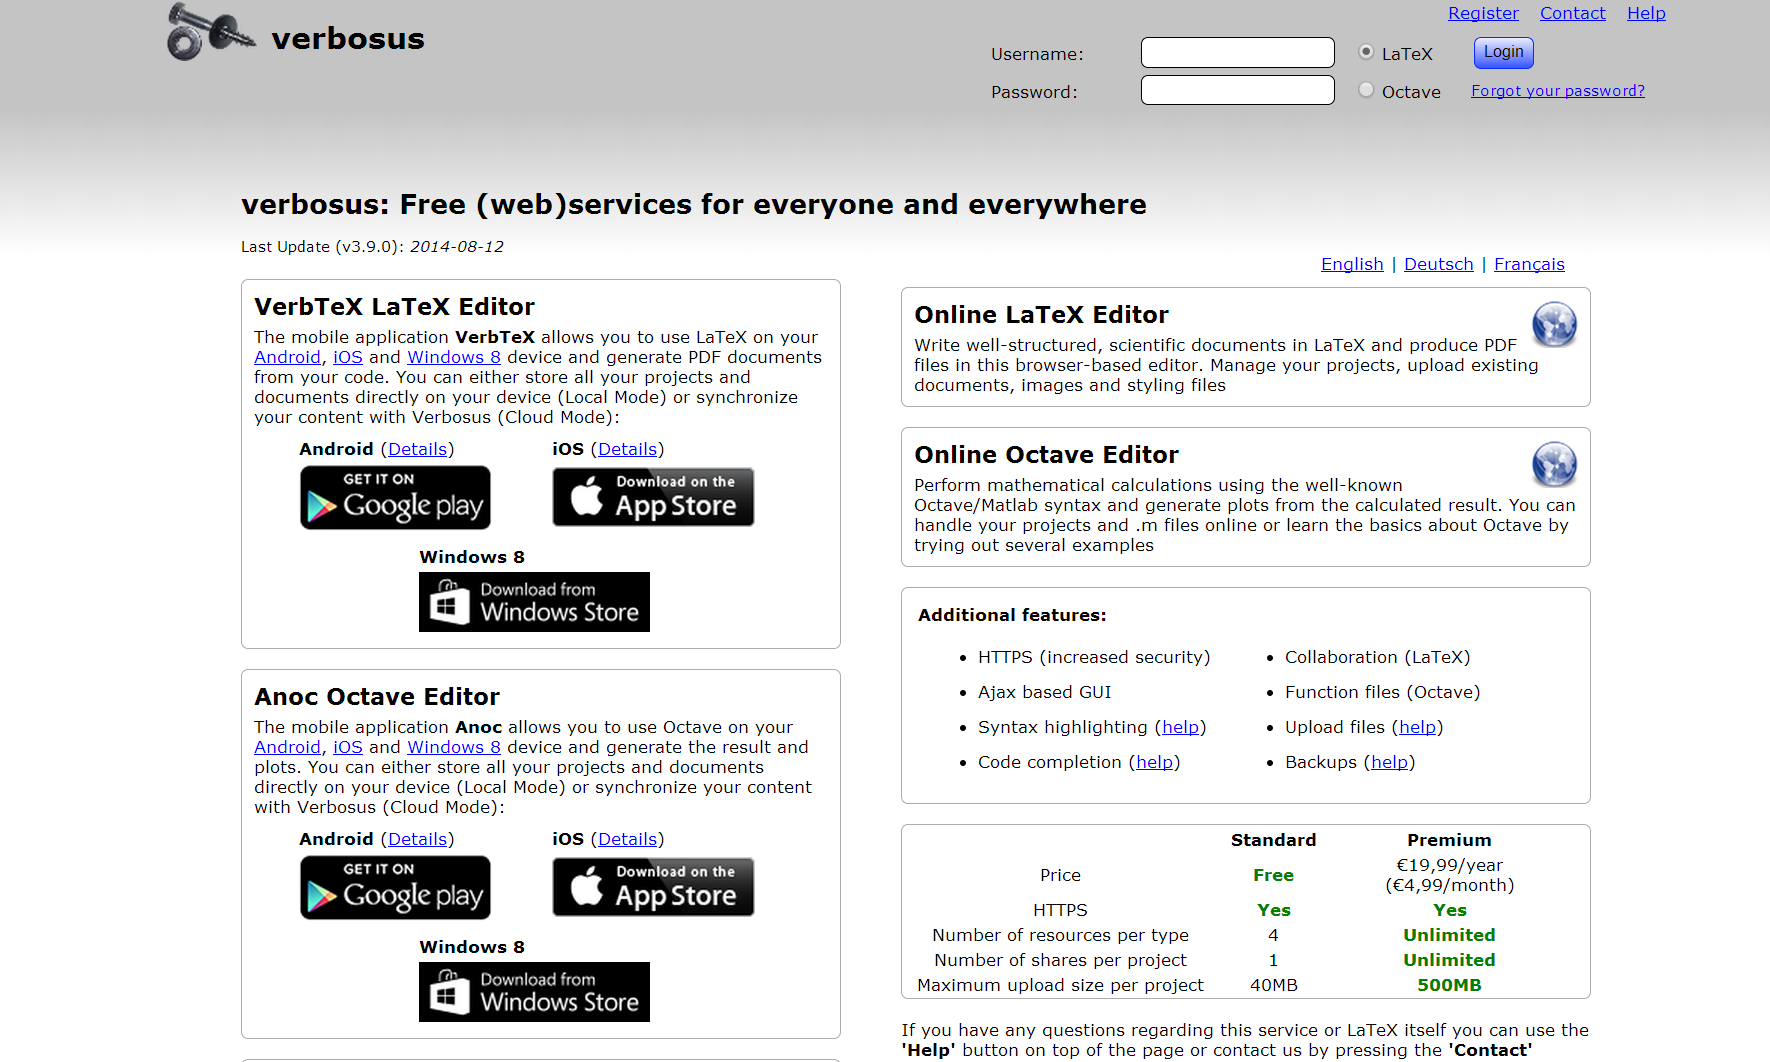 verbosus
Register Contact Help
Username: LaTeX Login
Password: Octave Forgot your password?
verbosus: Free (web)services for everyone and everywhere
Last Update (v3.9.0): 2014-08-12
English | Deutsch | Français
VerbTeX LaTeX Editor
The mobile application VerbTeX allows you to use LaTeX on your
Android, iOS and Windows 8 device and generate PDF documents
from your code. You can either store all your projects and
documents directly on your device (Local Mode) or synchronize
your content with Verbosus (Cloud Mode):
Android (Details) iOS (Details)
GET IT ON
Google play
Download on the
App Store
Windows 8
Download from
Windows Store
Anoc Octave Editor
The mobile application Anoc allows you to use Octave on your
Android, iOS and Windows 8 device and generate the result and
plots. You can either store all your projects and documents
directly on your device (Local Mode) or synchronize your content
with Verbosus (Cloud Mode):
Android (Details) iOS (Details)
GET IT ON
Google play
Download on the
App Store
Windows 8
Download from
Windows Store
Online LaTeX Editor
Write well-structured, scientific documents in LaTeX and produce PDF
files in this browser-based editor. Manage your projects, upload existing
documents, images and styling files
Online Octave Editor
Perform mathematical calculations using the well-known
Octave/Matlab syntax and generate plots from the calculated result. You can
handle your projects and .m files online or learn the basics about Octave by
trying out several examples
Additional features:
• HTTPS (increased security) • Collaboration (LaTeX)
• Ajax based GUI • Function files (Octave)
• Syntax highlighting (help) • Upload files (help)
• Code completion (help) • Backups (help)
Standard Premium
Price Free €19,99/year
(€4,99/month)
HTTPS Yes Yes
Number of resources per type 4 Unlimited
Number of shares per project 1 Unlimited
Maximum upload size per project 40MB 500MB
If you have any questions regarding this service or LaTeX itself you can use the
'Help' button on top of the page or contact us by pressing the 'Contact'